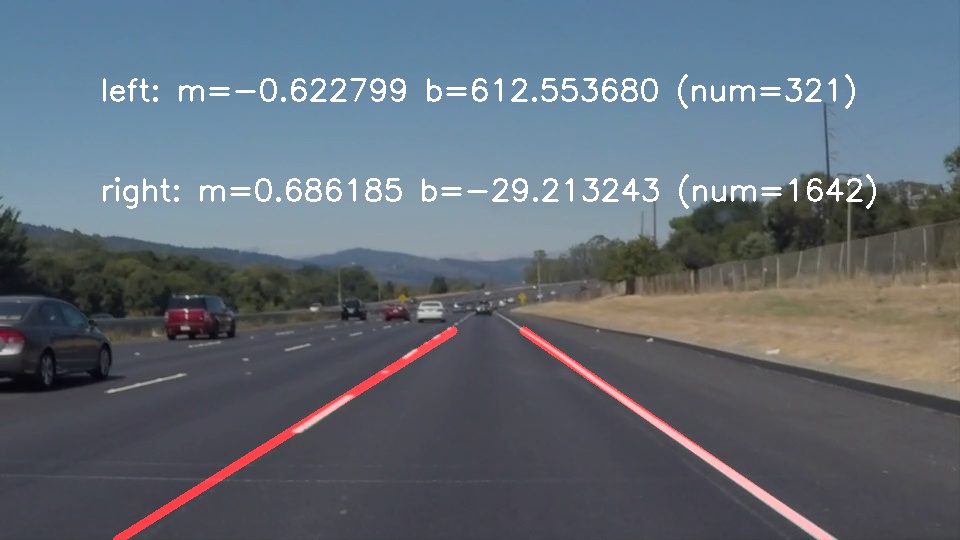 left: m=-0.622799 b=612.553680 (num=321)
right: m=0.686185 b=-29.213243 (num=1642)